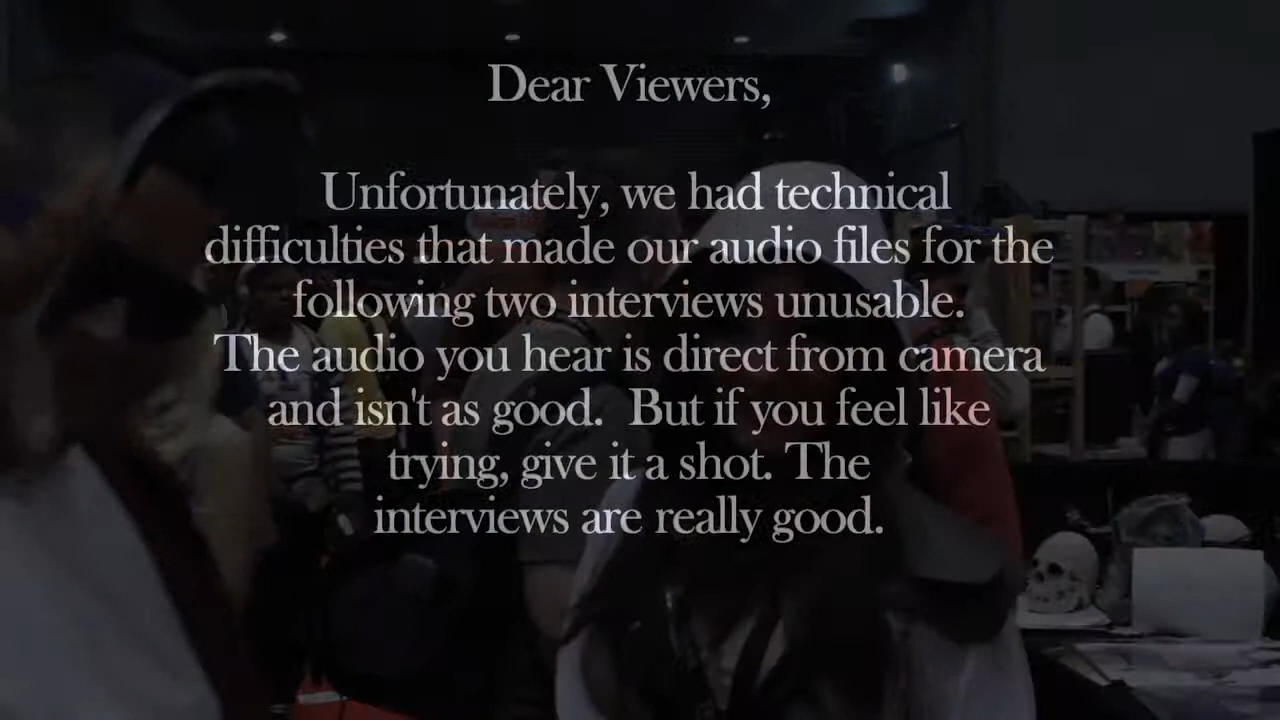 Dear Viewers,
Unfortunately, we had technical
difficulties that made our audio files for the
following two interviews unusable.
The audio you hear is direct from camera
and isn't as good.  But if you feel like
trying, give it a shot. The
interviews are really good.